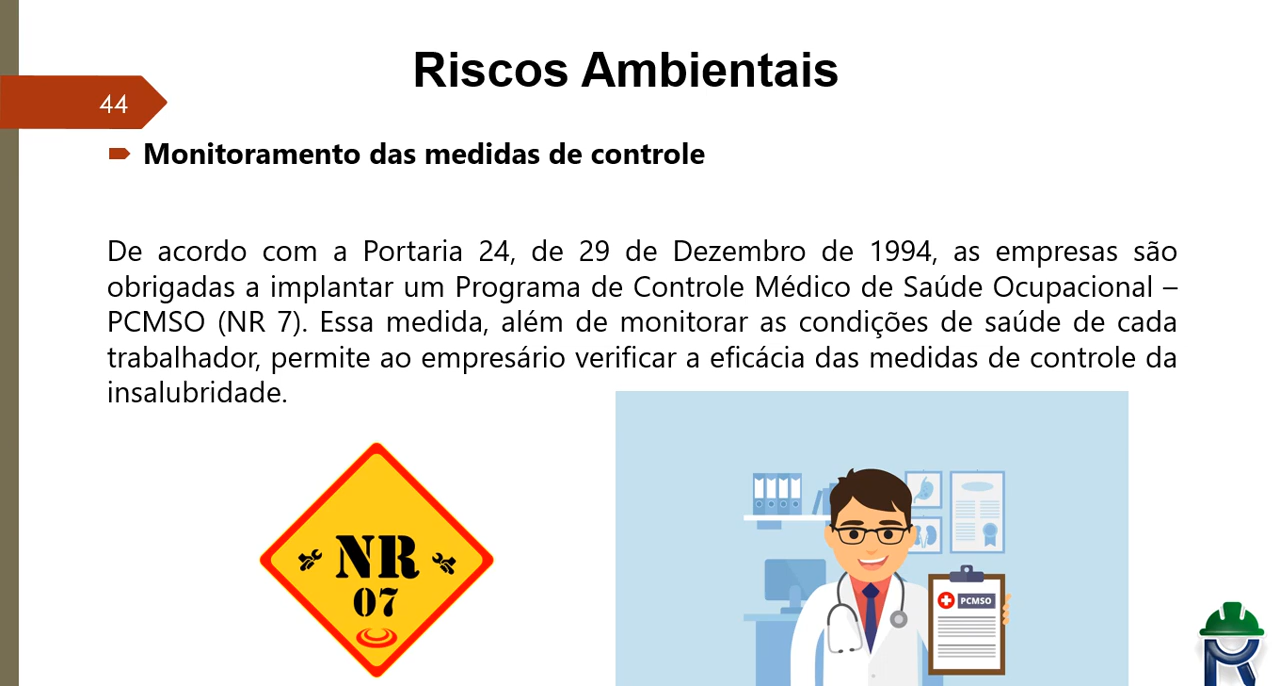 Riscos Ambientais
44
Monitoramento das medidas de controle
De acordo com a Portaria 24, de 29 de Dezembro de 1994, as empresas são
obrigadas a implantar um Programa de Controle Médico de Saúde Ocupacional –
PCMSO (NR 7). Essa medida, além de monitorar as condições de saúde de cada
trabalhador, permite ao empresário verificar a eficácia das medidas de controle da
insalubridade.
NR
07
PCMSO
R